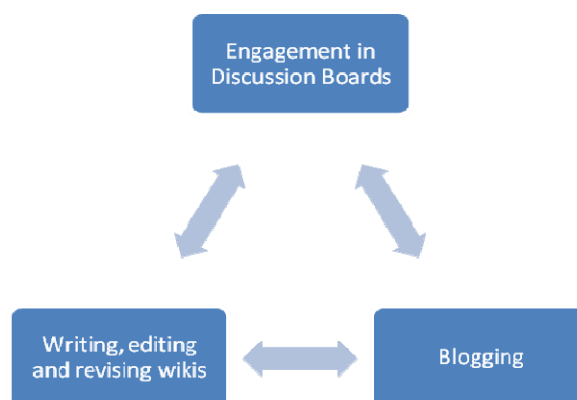 Engagement in
Discussion Boards
Writing, editing
and revising wikis
Blogging